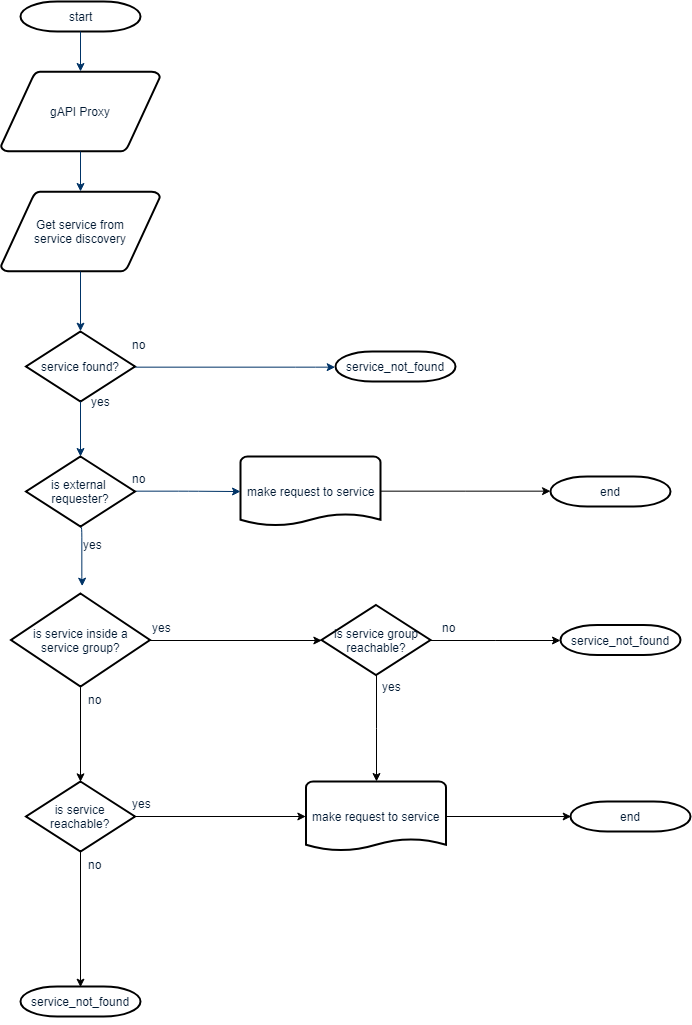 start
gAPI Proxy
Get service from
service discovery
no
service found?
service_not_found
yes
no
is external
requester?
make request to service
end
yes
yes
is service inside a
service group?
is service group
reachable?
no
service_not_found
yes
no
yes
is service
reachable?
make request to service
end
no
service_not_found